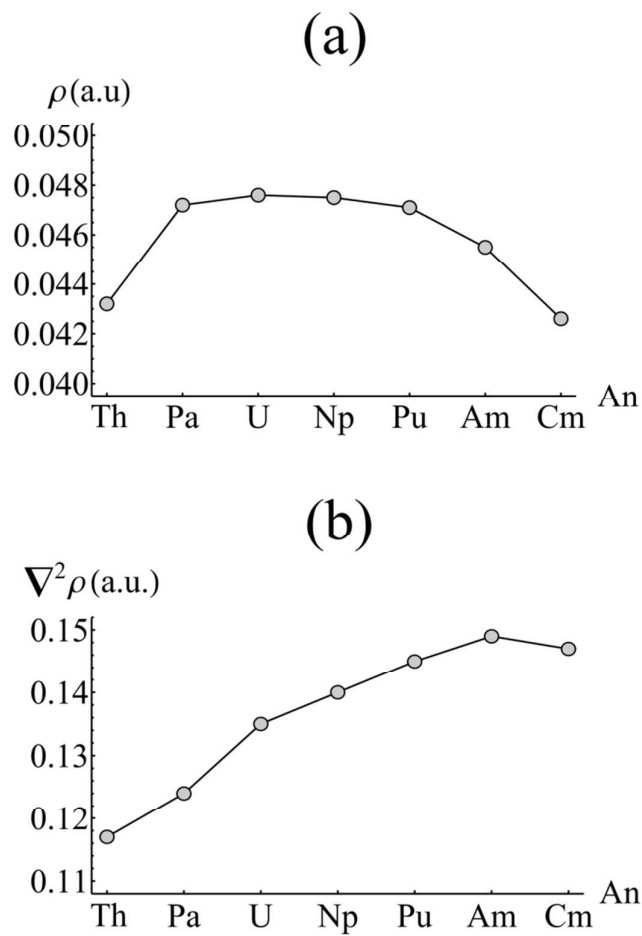 (a)
ρ(a.u)
0.050
0.048
0.046
0.044
0.042
0.040
Th Pa U Np Pu Am Cm An
(b)
∇²ρ(a.u.)
0.15
0.14
0.13
0.12
0.11
Th Pa U Np Pu Am Cm An